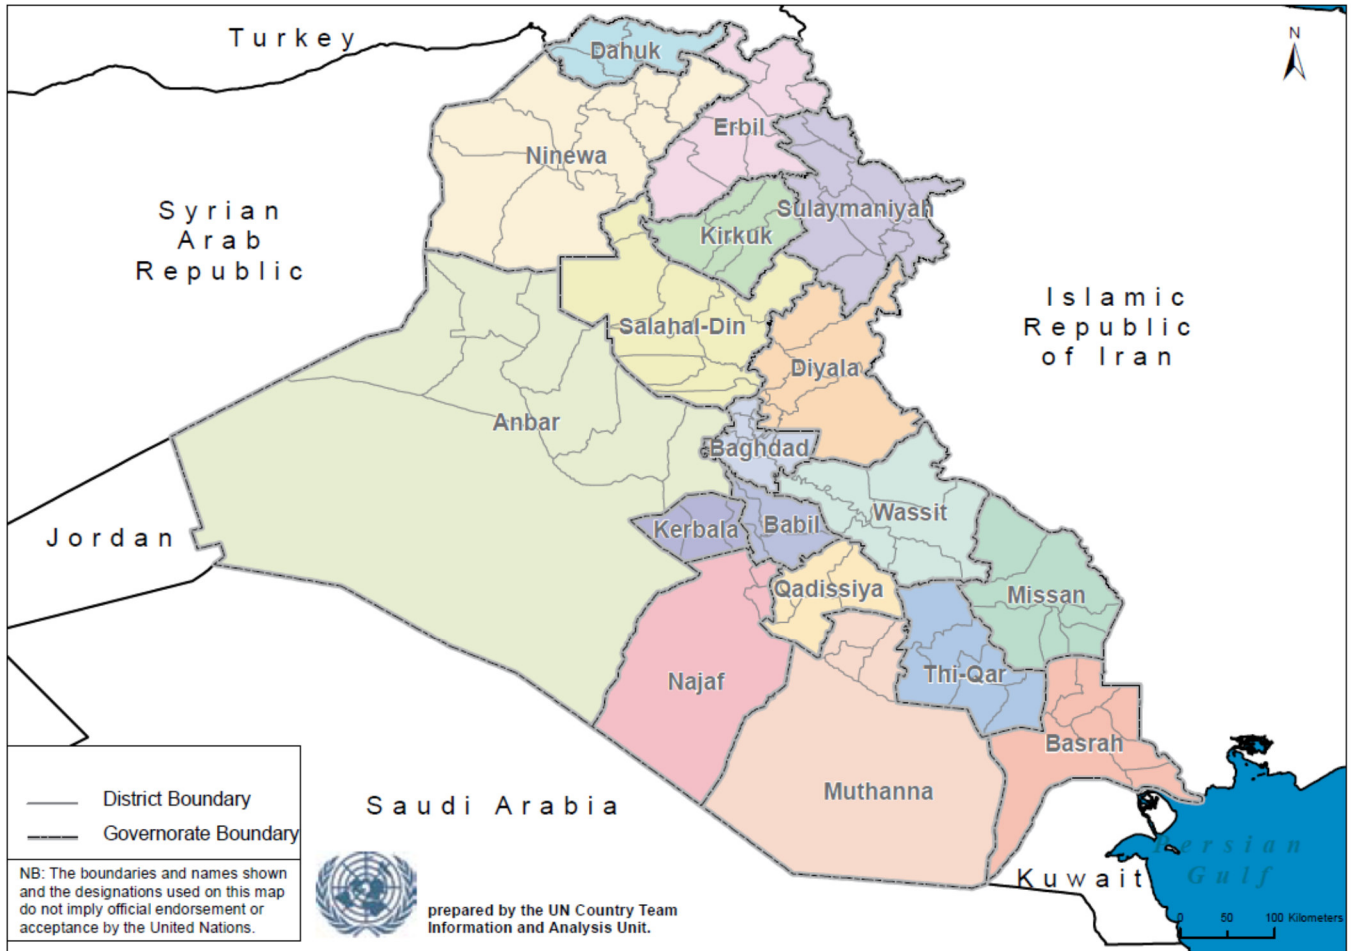 Turkey
N
Dahuk
Erbil
Ninewa
Syrian
Arab
Republic
Sulaymaniyah
Kirkuk
Islamic
Republic
of Iran
Salahal-Din
Diyala
Anbar
Baghdad
Wassit
Jordan
Kerbala
Babil
Qadissiya
Missan
Najaf
Thi-Qar
Basrah
Muthanna
Saudi Arabia
Kuwait
Persian
Gulf
District Boundary
Governorate Boundary
NB: The boundaries and names shown
and the designations used on this map
do not imply official endorsement or
acceptance by the United Nations.
prepared by the UN Country Team
Information and Analysis Unit.
0 50 100 Kilometers